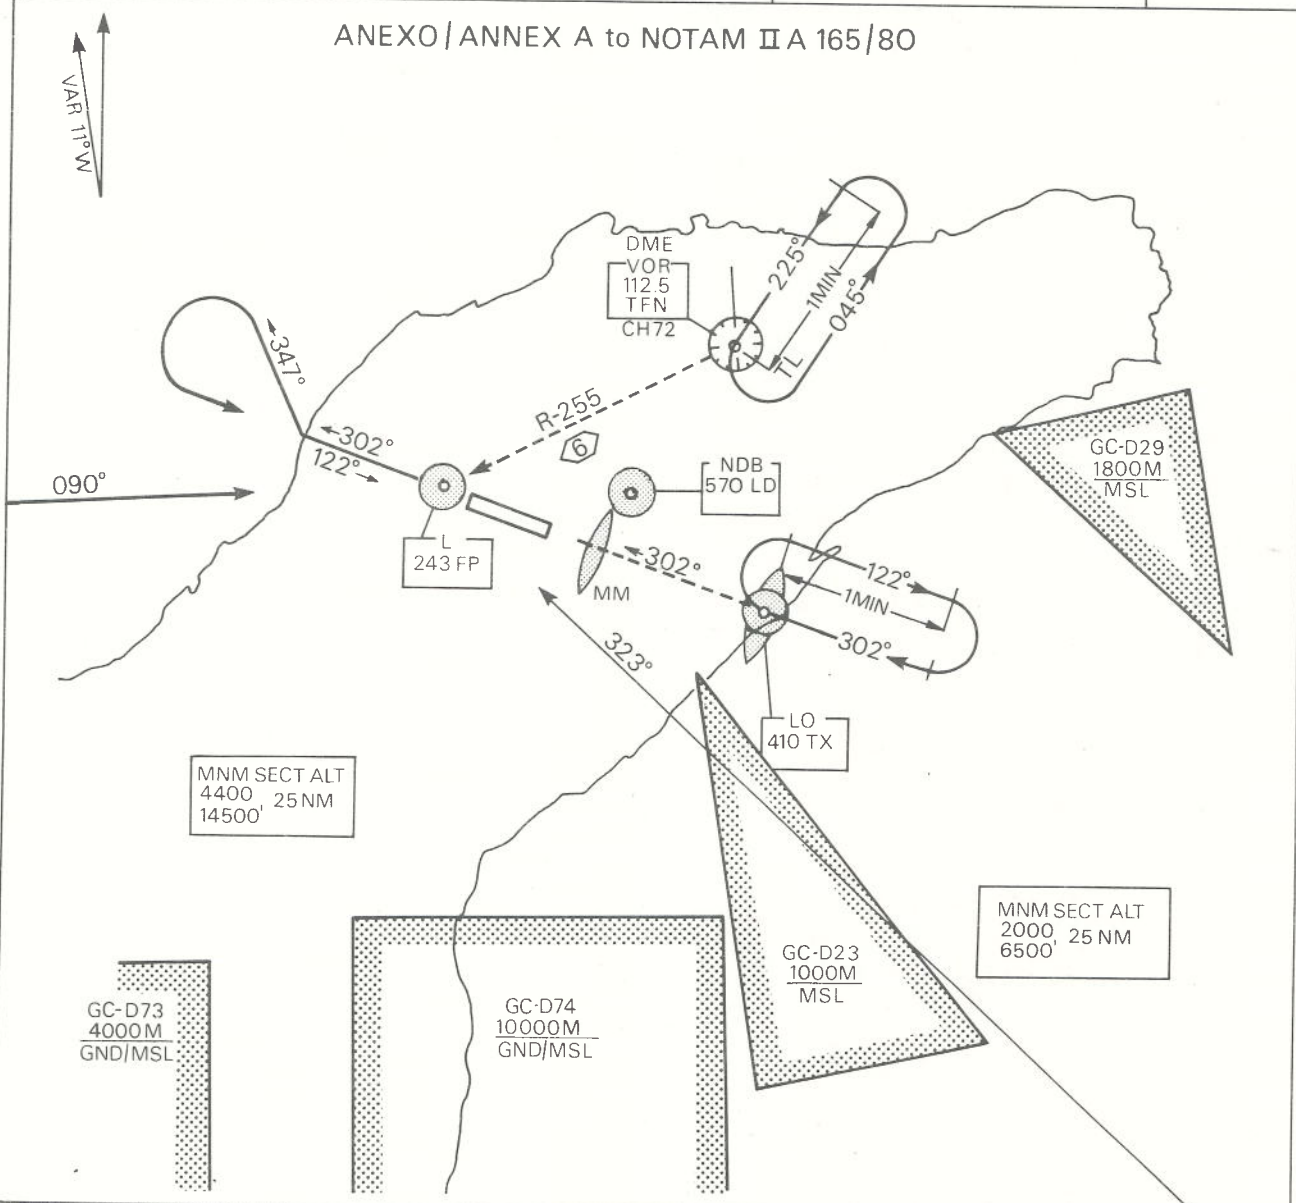 ANEXO/ANNEX A to NOTAM II A 165/80
VAR 11°W
DME
VOR
112.5
TFN
CH72
225°
1MIN
045°
TL
347°
R-255
6
302°
122°
090°
NDB
570 LD
GC-D29
1800M
MSL
L
243 FP
MM
302°
122°
1MIN
302°
323°
LO
410 TX
MNM SECT ALT
4400
14500' 25NM
MNM SECT ALT
2000
6500' 25 NM
GC-D23
1000M
MSL
GC-D73
4000M
GND/MSL
GC-D74
10000M
GND/MSL